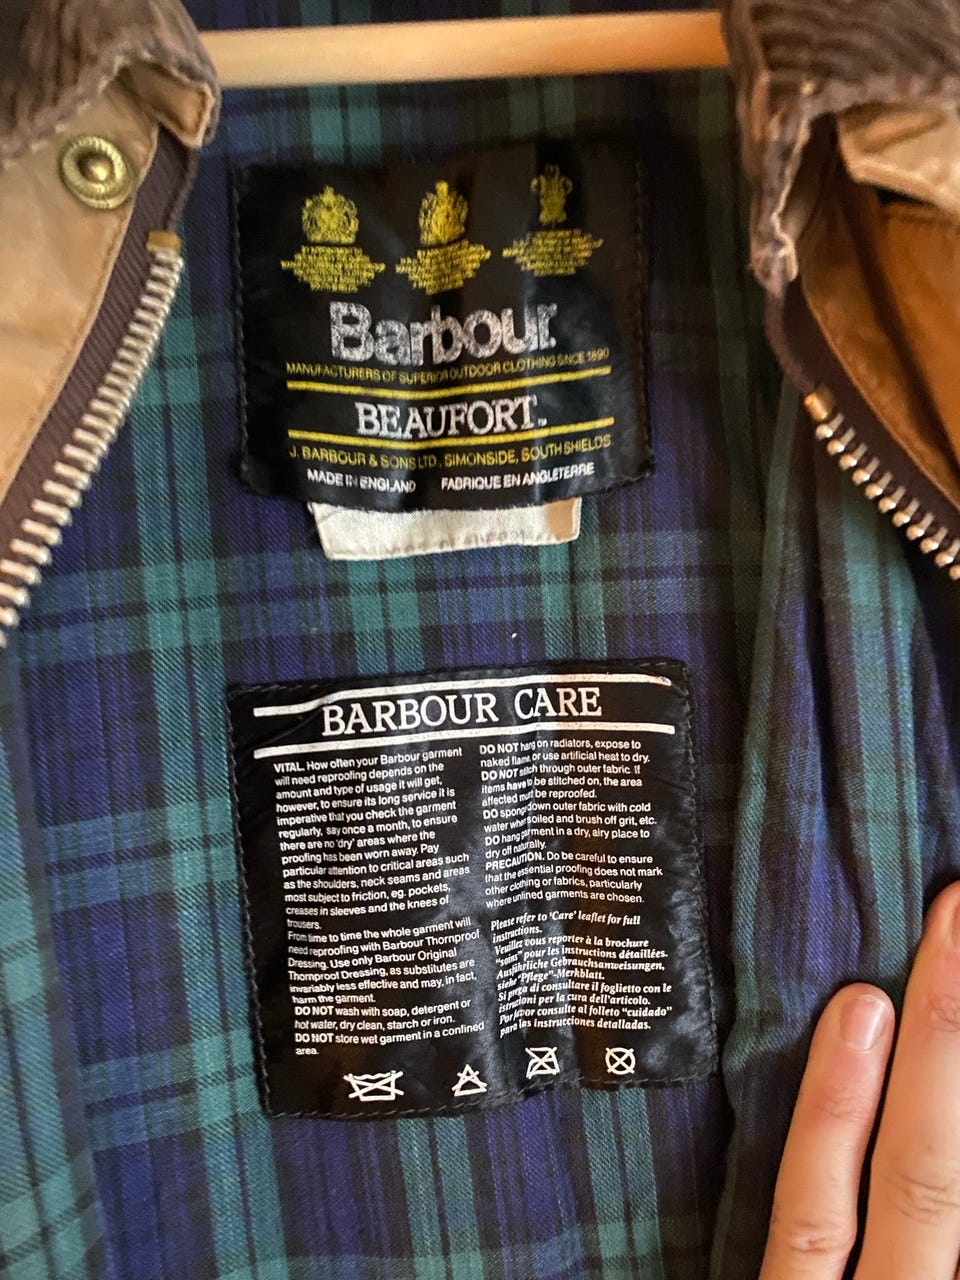 Barbour
MANUFACTURERS OF SUPERIOR OUTDOOR CLOTHING SINCE 1890
BEAUFORT
J. BARBOUR & SONS LTD., SIMONSIDE, SOUTH SHIELDS
MADE IN ENGLAND FABRIQUE EN ANGLETERRE
BARBOUR CARE
VITAL. How often your Barbour garment
will need reproofing depends on the
amount and type of usage it will get,
however, to ensure its long service it is
imperative that you check the garment
regularly, say once a month, to ensure
there are no 'dry' areas where the
proofing has been worn away. Pay
particular attention to critical areas such
as the shoulders, neck seams and areas
most subject to friction, eg. pockets,
creases in sleeves and the knees of
trousers.
From time to time the whole garment will
need reproofing with Barbour Thornproof
Dressing. Use only Barbour Original
Thornproof Dressing, as substitutes are
invariably less effective and may, in fact,
harm the garment.
DO NOT wash with soap, detergent or
hot water, dry clean, starch or iron.
DO NOT store wet garment in a confined
area.
DO NOT hang on radiators, expose to
naked flame or use artificial heat to dry.
DO NOT stitch through outer fabric. If
items have to be stitched on, the area
affected must be reproofed.
DO sponge down outer fabric with cold
water when soiled and brush off grit, etc.
DO hang garment in a dry, airy place to
dry off naturally.
PRECAUTION. Do be careful to ensure
that the essential proofing does not mark
other clothing or fabrics, particularly
where unlined garments are chosen.
Please refer to 'Care' leaflet for full
instructions.
Veuillez vous reporter à la brochure
"soins" pour les instructions détaillées.
Ausführliche Gebrauchsanweisungen,
siehe "Pflege"-Merkblatt.
Si prega di consultare il foglietto con le
istruzioni per la cura dell'articolo.
Por favor consulte al folleto "cuidado"
para las instrucciones detalladas.